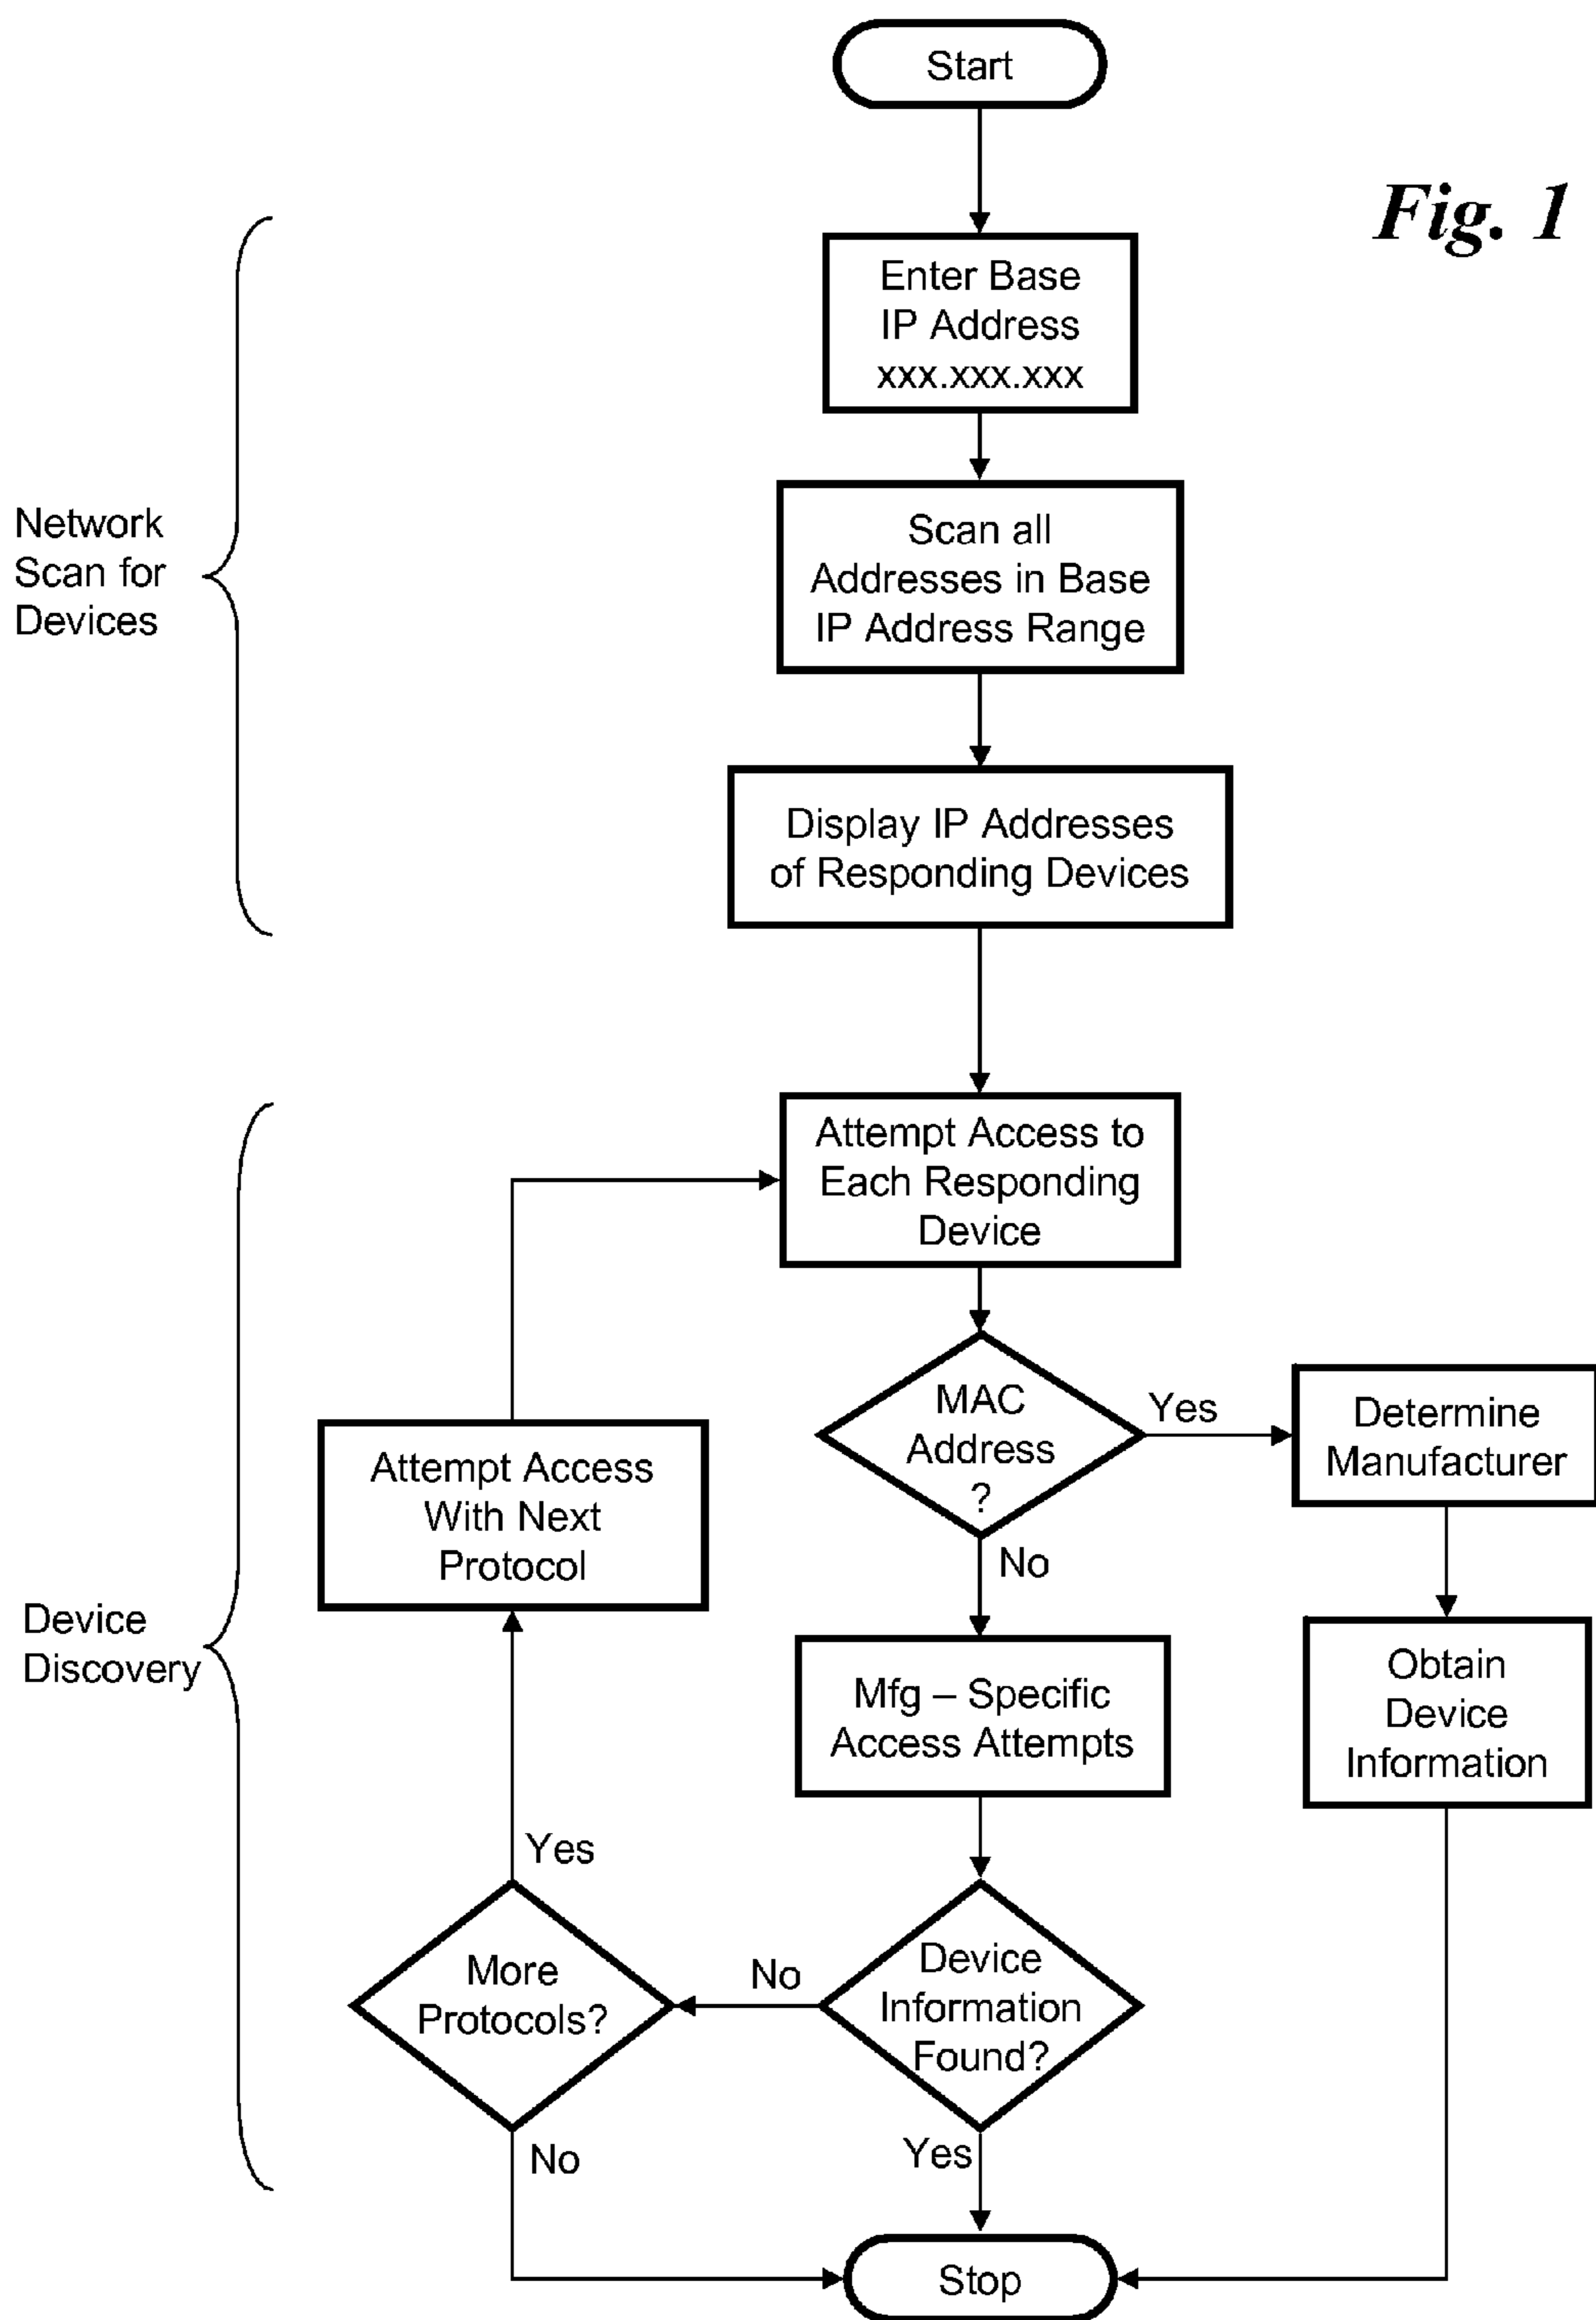 Start
Fig. 1
Enter Base
IP Address
xxx.xxx.xxx
Network
Scan for
Devices
Scan all
Addresses in Base
IP Address Range
Display IP Addresses
of Responding Devices
Attempt Access to
Each Responding
Device
MAC
Address
?
Yes
Determine
Manufacturer
Attempt Access
With Next
Protocol
No
Device
Discovery
Mfg – Specific
Access Attempts
Obtain
Device
Information
Yes
More
Protocols?
No
Device
Information
Found?
No
Yes
Stop